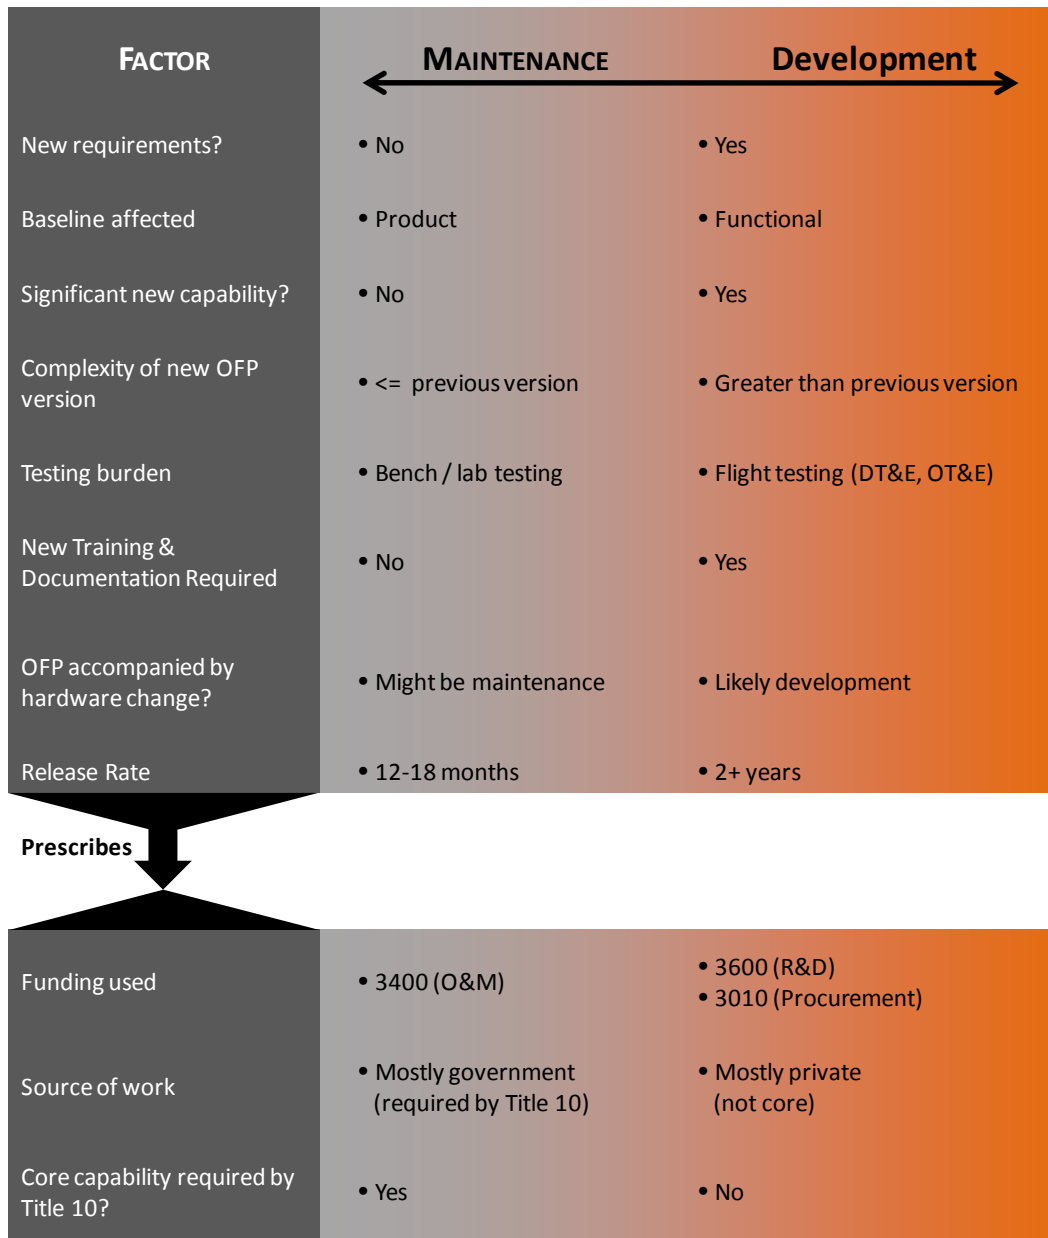 FACTOR MAINTENANCE Development
New requirements? • No • Yes
Baseline affected • Product • Functional
Significant new capability? • No • Yes
Complexity of new OFP
version • <= previous version • Greater than previous version
Testing burden • Bench / lab testing • Flight testing (DT&E, OT&E)
New Training &
Documentation Required • No • Yes
OFP accompanied by
hardware change? • Might be maintenance • Likely development
Release Rate • 12-18 months • 2+ years
Prescribes
Funding used • 3400 (O&M) • 3600 (R&D)
• 3010 (Procurement)
Source of work • Mostly government • Mostly private
(required by Title 10) (not core)
Core capability required by
Title 10? • Yes • No